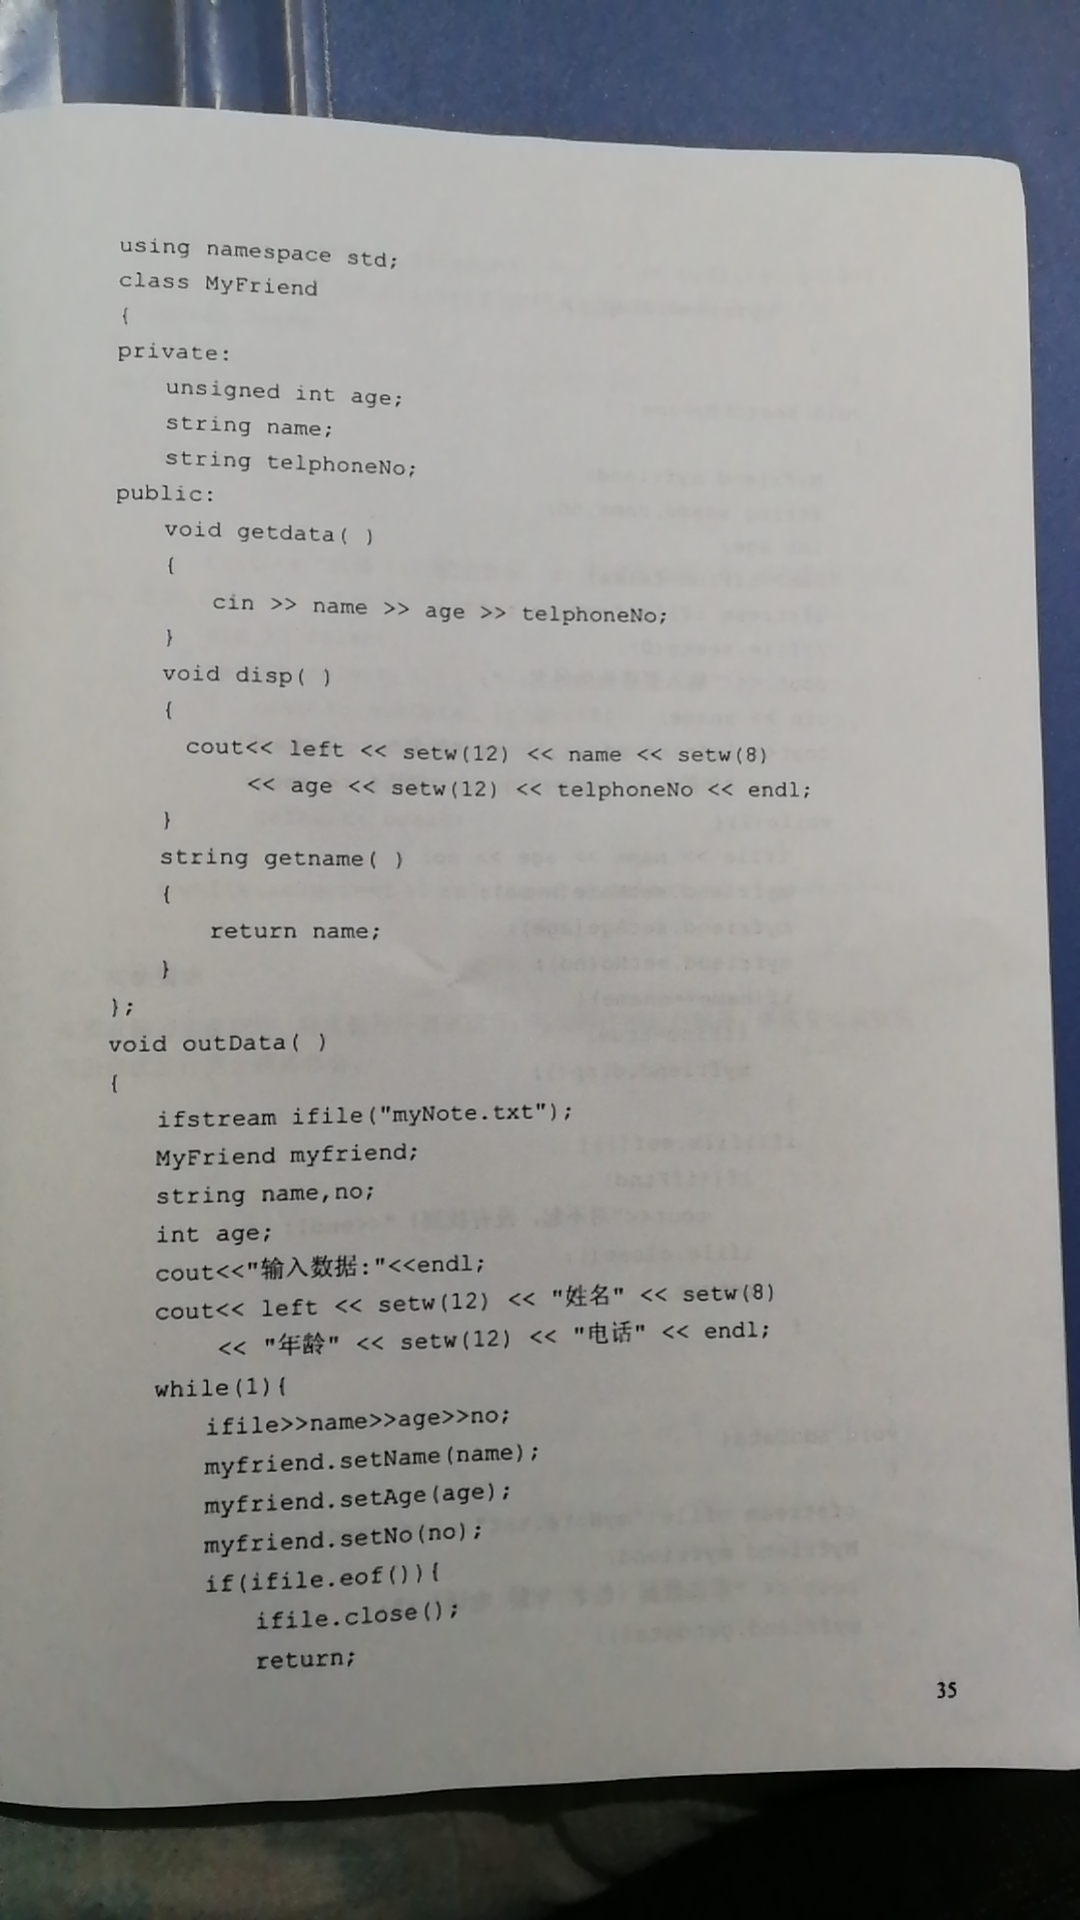 using namespace std;
class MyFriend
{
private:
unsigned int age;
string name;
string telphoneNo;
public:
void getdata( )
{
cin >> name >> age >> telphoneNo;
}
void disp( )
{
cout<< left << setw(12) << name << setw(8)
<< age << setw(12) << telphoneNo << endl;
}
string getname( )
{
return name;
}
};
void outData( )
{
ifstream ifile("myNote.txt");
MyFriend myfriend;
string name,no;
int age;
cout<<"输入数据:"<<endl;
cout<< left << setw(12) << "姓名" << setw(8)
<< "年龄" << setw(12) << "电话" << endl;
while(1){
ifile>>name>>age>>no;
myfriend.setName(name);
myfriend.setAge(age);
myfriend.setNo(no);
if(ifile.eof()){
ifile.close();
return;
35